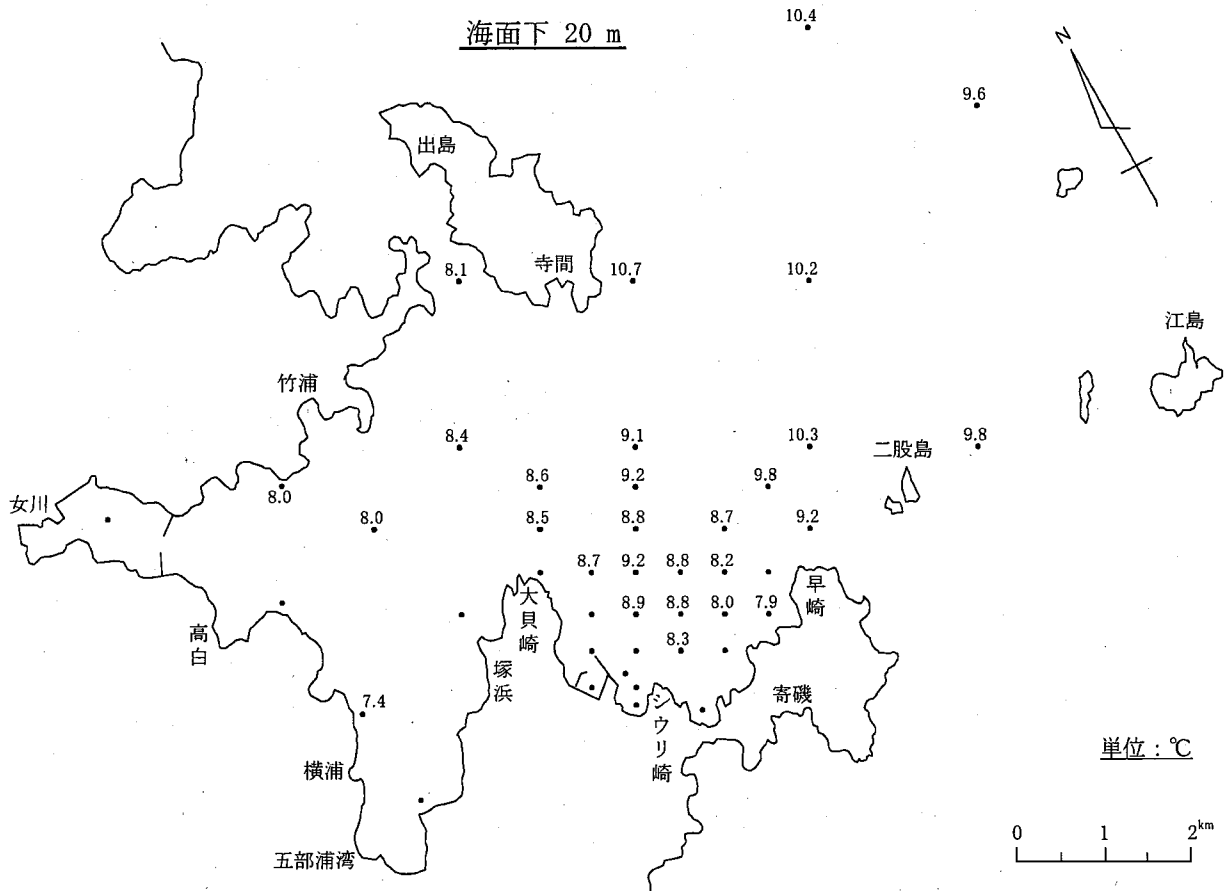 海面下 20 m
10.4
N
9.6
出島
寺間
8.1
10.7
10.2
江島
竹浦
8.4
9.1
10.3
二股島
9.8
8.6
9.2
9.8
女川
8.0
8.0
8.5
8.8
8.7
9.2
8.7
9.2
8.8
8.2
大貝崎
早崎
8.9
8.8
8.0
7.9
高白
8.3
塚浜
シウリ崎
寄磯
7.4
横浦
単位：℃
五部浦湾
0 1 2km